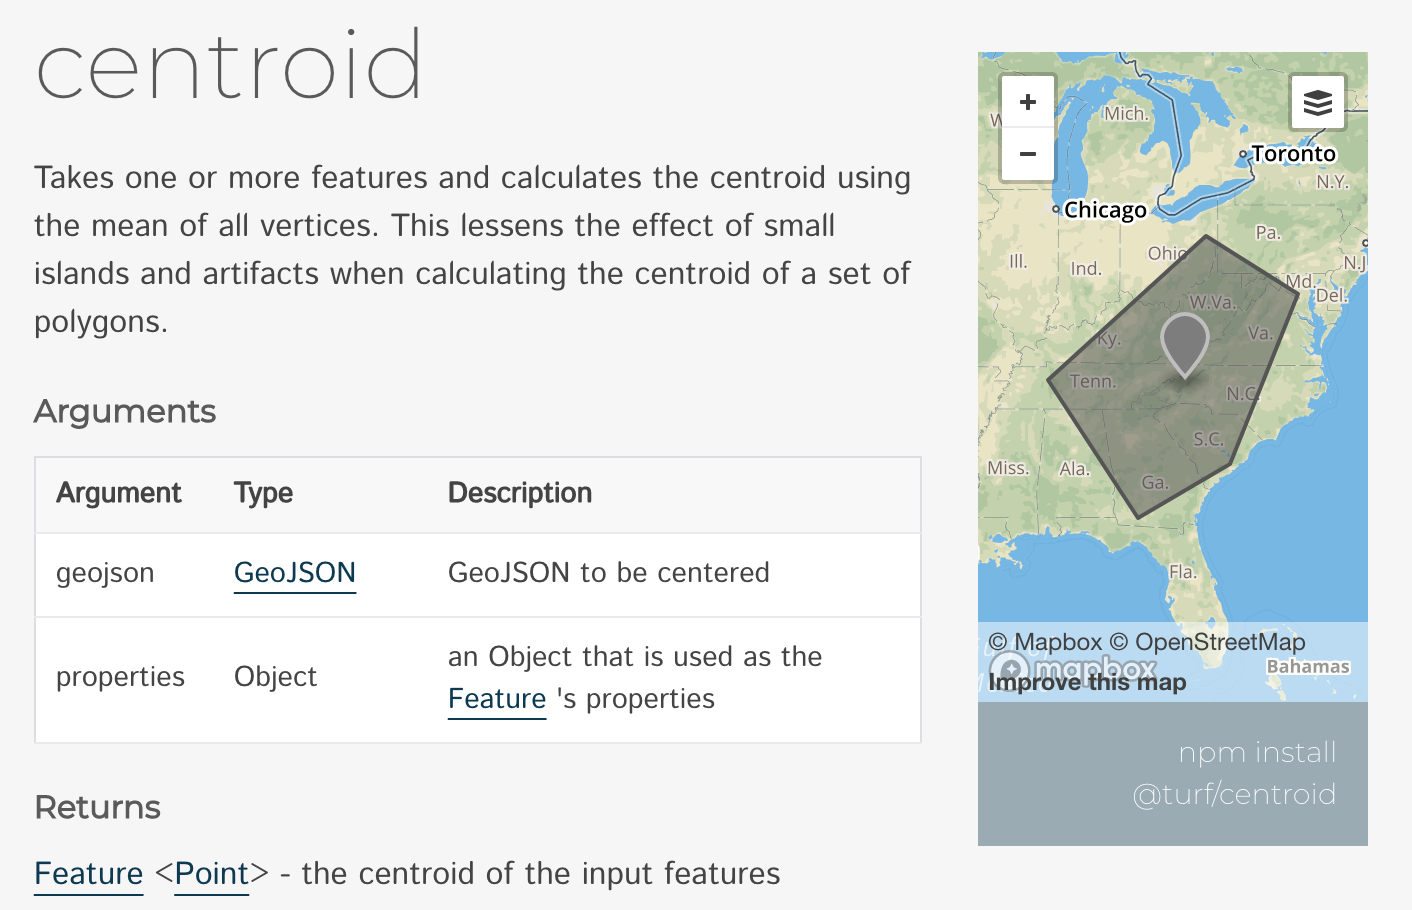 centroid
Takes one or more features and calculates the centroid using
the mean of all vertices. This lessens the effect of small
islands and artifacts when calculating the centroid of a set of
polygons.
Arguments
Argument Type Description
geojson GeoJSON GeoJSON to be centered
properties Object an Object that is used as the
Feature 's properties
Returns
Feature <Point> - the centroid of the input features
+
−
Mich.
Toronto
N.Y.
Chicago
Pa.
Ohio
Ill.
Ind.
N.J.
Md.
Del.
W.Va.
Va.
Ky.
Tenn.
N.C.
S.C.
Miss.
Ala.
Ga.
Fla.
© Mapbox © OpenStreetMap
Bahamas
mapbox
Improve this map
npm install
@turf/centroid